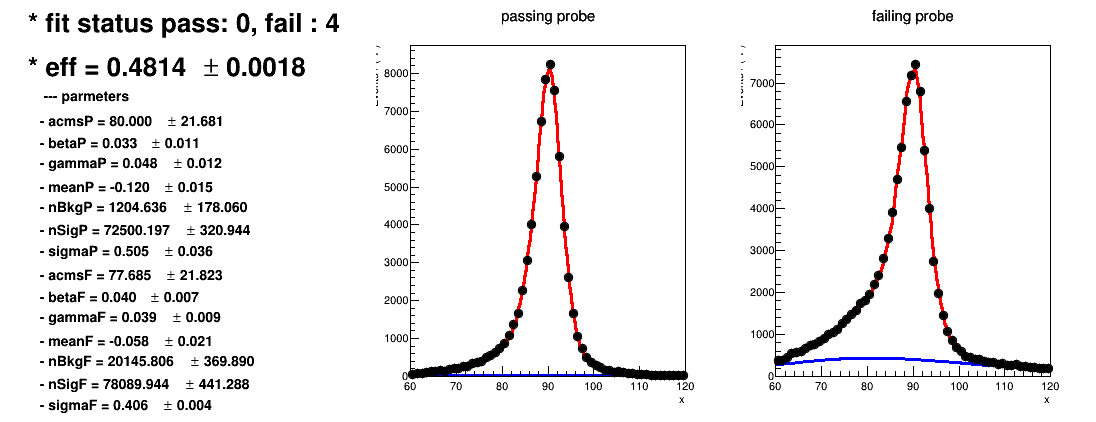 * fit status pass: 0, fail : 4
* eff = 0.4814 ± 0.0018
--- parmeters
- acmsP = 80.000 ± 21.681
- betaP = 0.033 ± 0.011
- gammaP = 0.048 ± 0.012
- meanP = -0.120 ± 0.015
- nBkgP = 1204.636 ± 178.060
- nSigP = 72500.197 ± 320.944
- sigmaP = 0.505 ± 0.036
- acmsF = 77.685 ± 21.823
- betaF = 0.040 ± 0.007
- gammaF = 0.039 ± 0.009
- meanF = -0.058 ± 0.021
- nBkgF = 20145.806 ± 369.890
- nSigF = 78089.944 ± 441.288
- sigmaF = 0.406 ± 0.004
passing probe
8000
7000
6000
5000
4000
3000
2000
1000
0
60 70 80 90 100 110 120
x
failing probe
7000
6000
5000
4000
3000
2000
1000
0
60 70 80 90 100 110 120
x